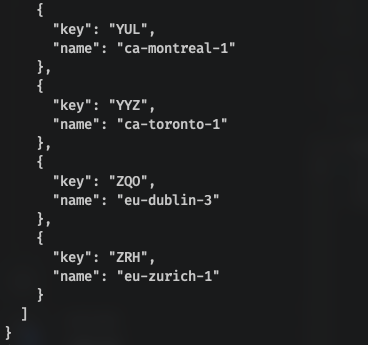 {
"key": "YUL",
"name": "ca-montreal-1"
},
{
"key": "YYZ",
"name": "ca-toronto-1"
},
{
"key": "ZQO",
"name": "eu-dublin-3"
},
{
"key": "ZRH",
"name": "eu-zurich-1"
}
]
}